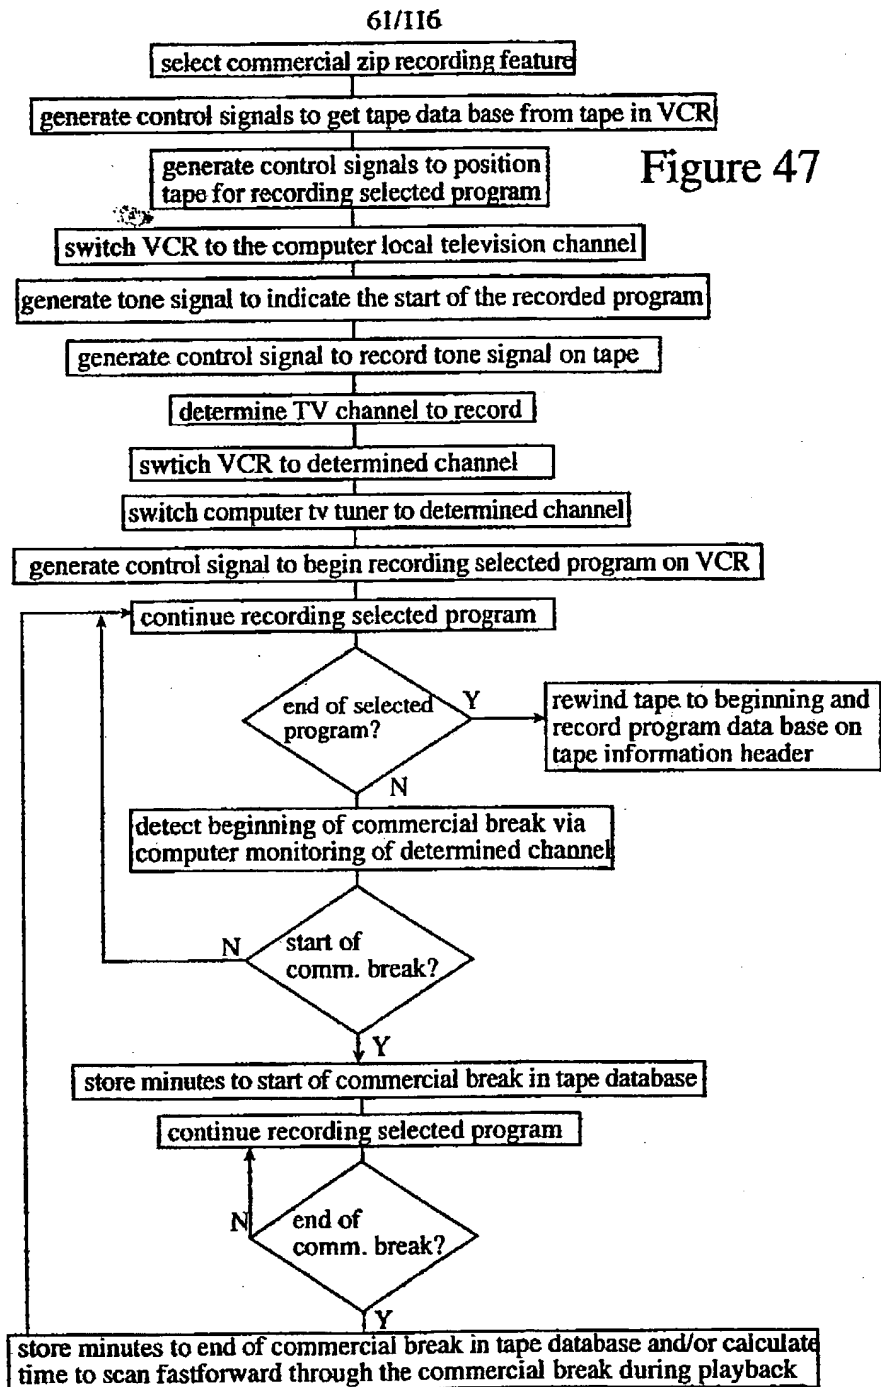 61/116
select commercial zip recording feature
generate control signals to get tape data base from tape in VCR
generate control signals to position
tape for recording selected program
Figure 47
switch VCR to the computer local television channel
generate tone signal to indicate the start of the recorded program
generate control signal to record tone signal on tape
determine TV channel to record
swtich VCR to determined channel
switch computer tv tuner to determined channel
generate control signal to begin recording selected program on VCR
continue recording selected program
end of selected
program?
Y
rewind tape to beginning and
record program data base on
tape information header
N
detect beginning of commercial break via
computer monitoring of determined channel
N
start of
comm. break?
Y
store minutes to start of commercial break in tape database
continue recording selected program
N
end of
comm. break?
Y
store minutes to end of commercial break in tape database and/or calculate
time to scan fastforward through the commercial break during playback